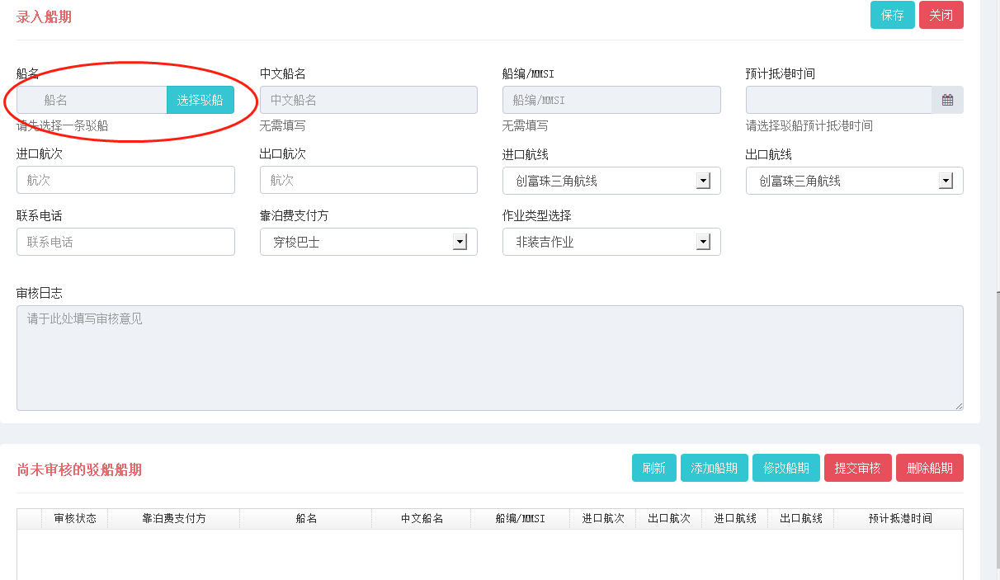 录入船期
保存 关闭
船名 中文船名 船编/MMSI 预计抵港时间
船名 选择驳船 中文船名 船编/MMSI
请先选择一条驳船 无需填写 无需填写 请选择驳船预计抵港时间
进口航次 出口航次 进口航线 出口航线
航次 航次 创富珠三角航线 创富珠三角航线
联系电话 靠泊费支付方 作业类型选择
联系电话 穿梭巴士 非装吉作业
审核日志
请于此处填写审核意见
尚未审核的驳船船期
刷新 添加船期 修改船期 提交审核 删除船期
审核状态 靠泊费支付方 船名 中文船名 船编/MMSI 进口航次 出口航次 进口航线 出口航线 预计抵港时间